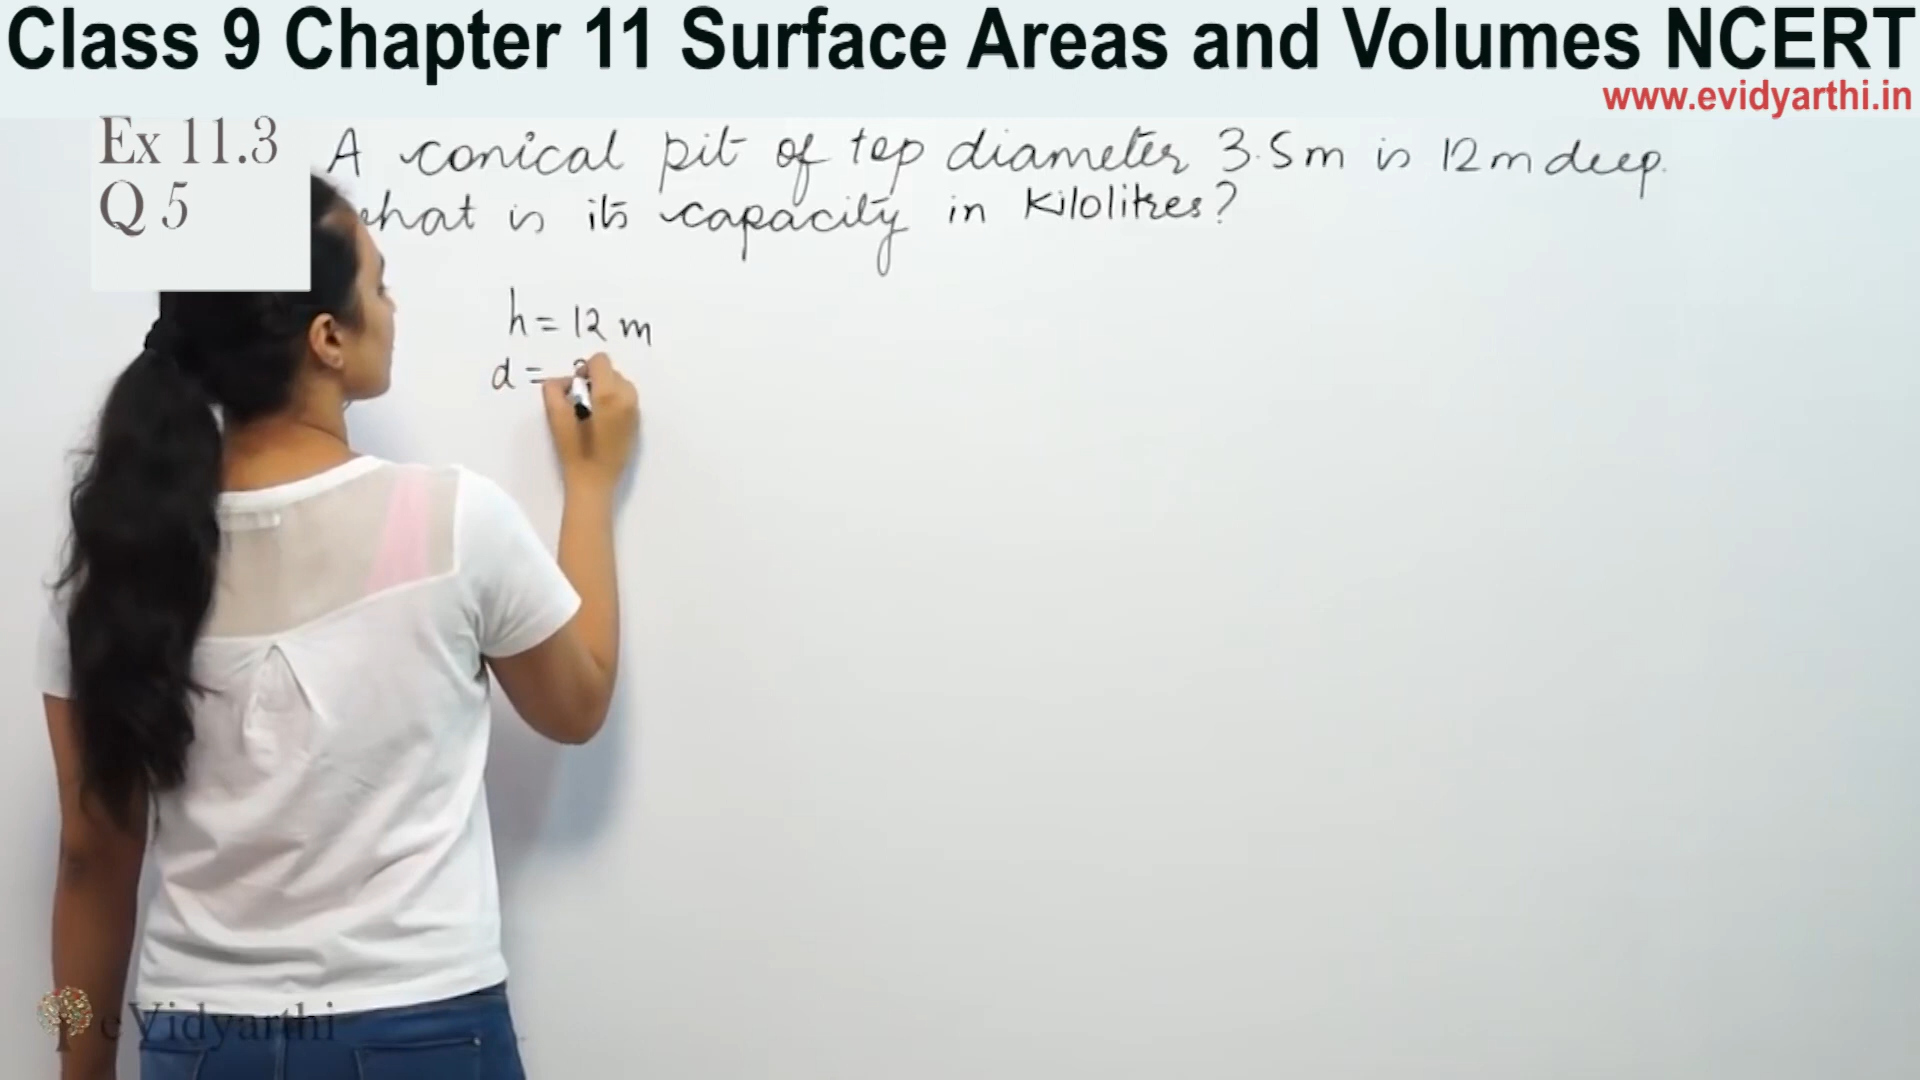 Class 9 Chapter 11 Surface Areas and Volumes NCERT
www.evidyarthi.in
Ex 11.3
Q 5
A conical pit of top diameter 3.5m is 12m deep.
what is its capacity in kilolitres?
h = 12 m
d =
eVidyarthi